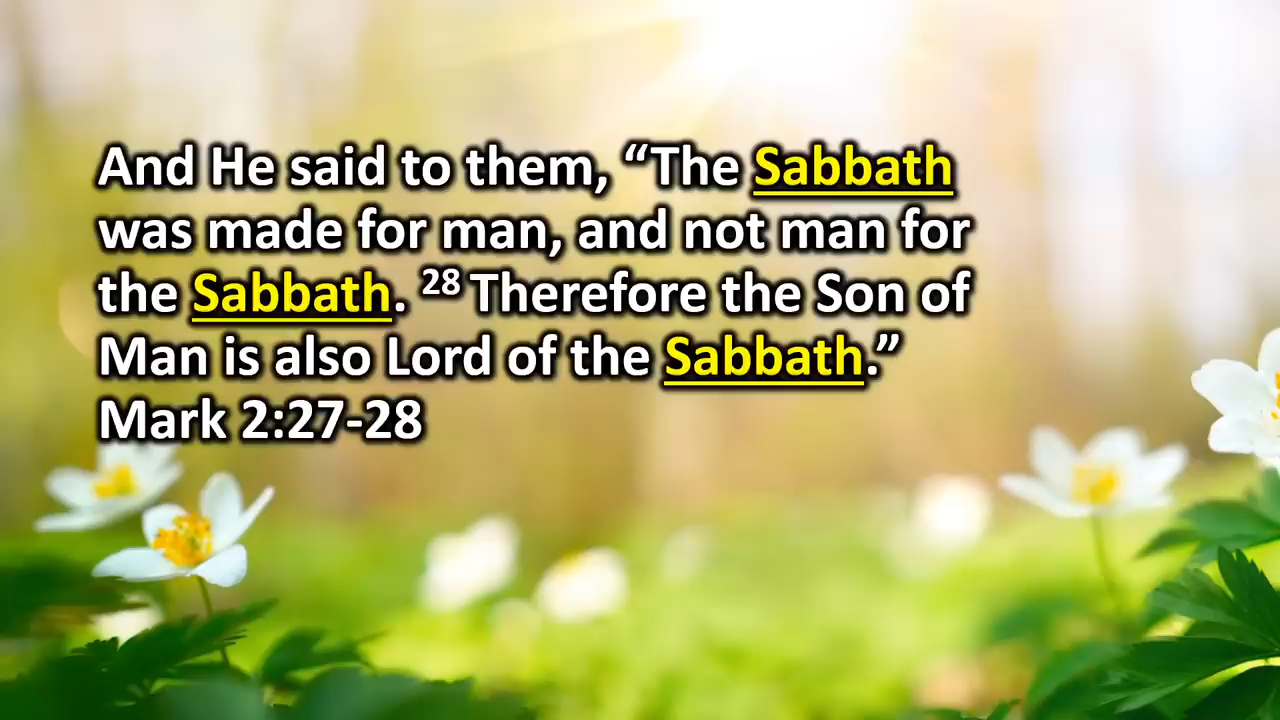 And He said to them, “The Sabbath
was made for man, and not man for
the Sabbath. 28 Therefore the Son of
Man is also Lord of the Sabbath.”
Mark 2:27-28